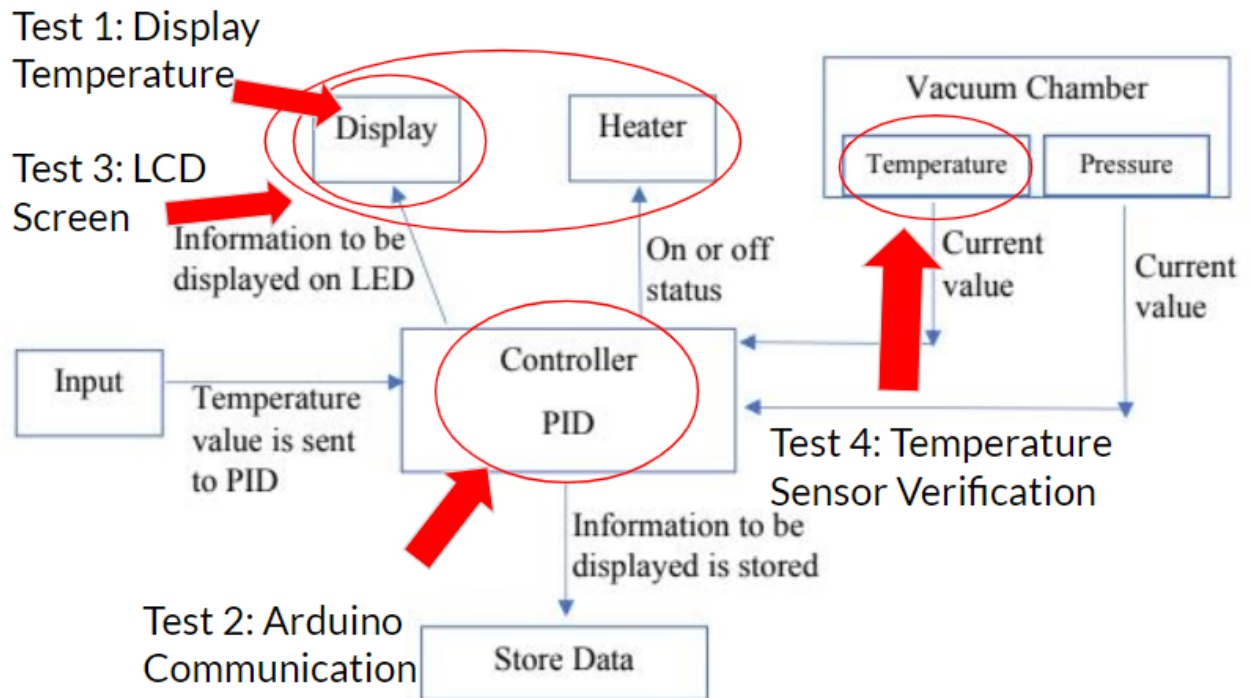 Test 1: Display
Temperature
Display
Heater
Vacuum Chamber
Temperature
Pressure
Test 3: LCD
Screen
Information to be
displayed on LED
On or off
status
Current
value
Current
value
Input
Temperature
value is sent
to PID
Controller
PID
Test 4: Temperature
Sensor Verification
Information to be
displayed is stored
Test 2: Arduino
Communication
Store Data